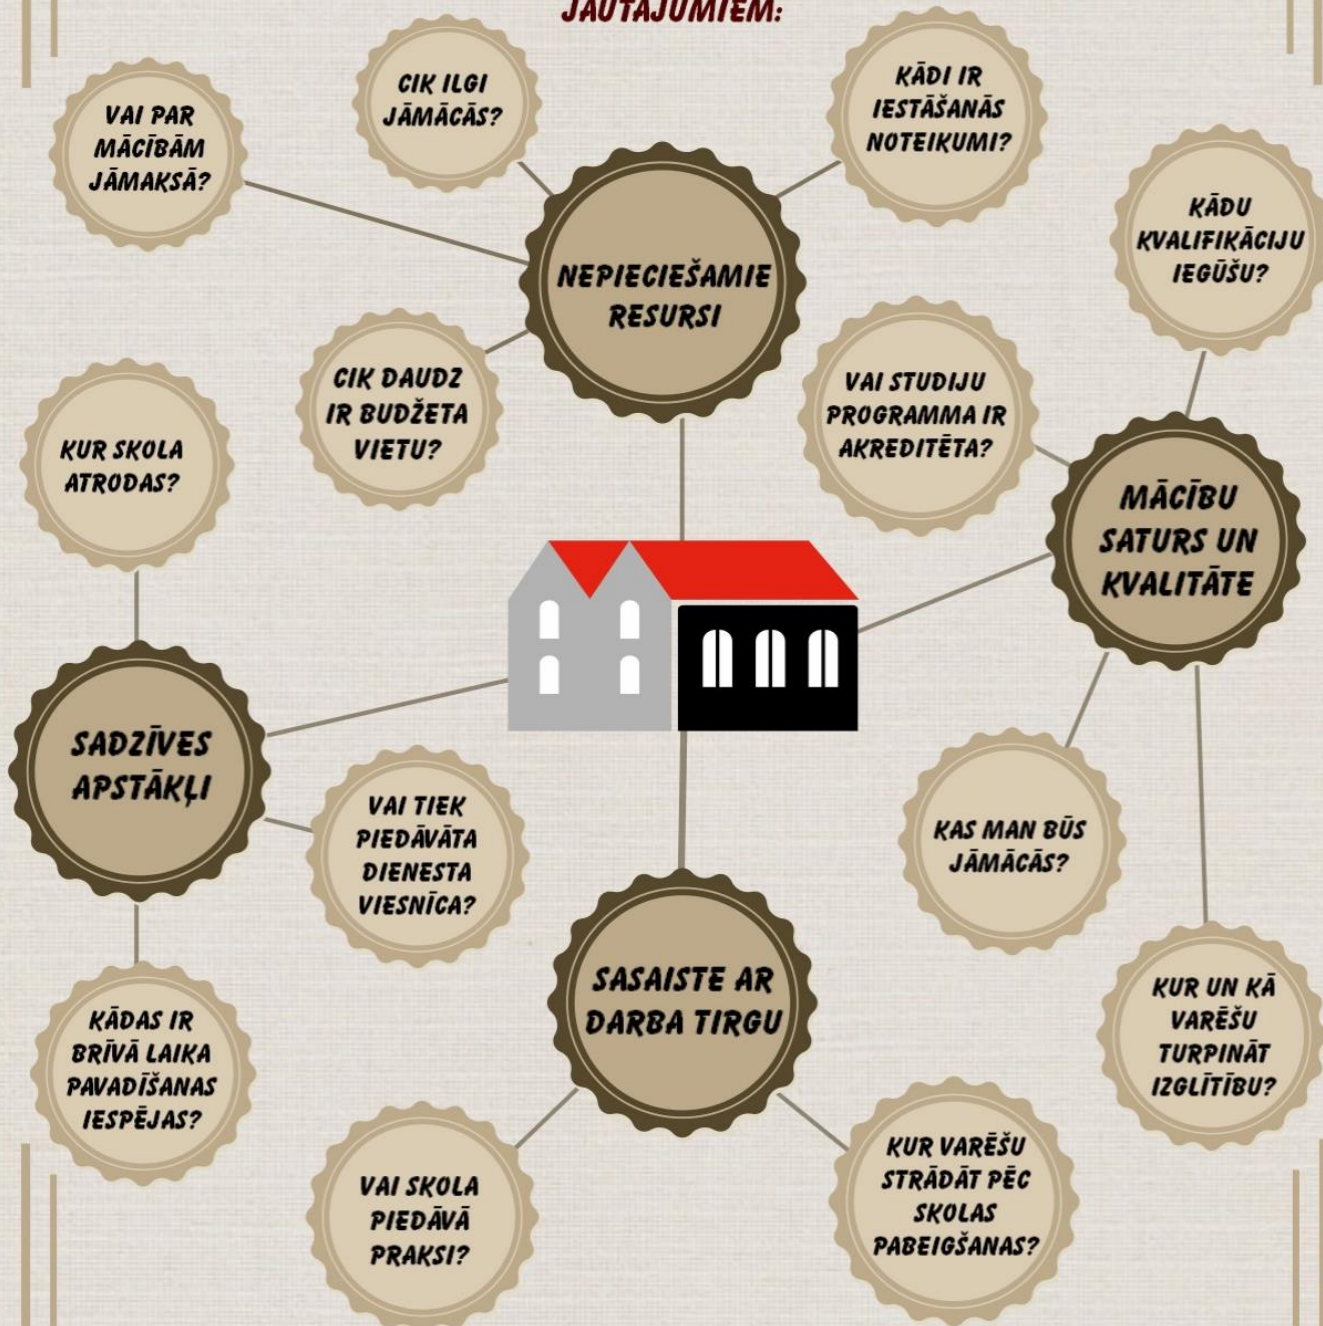 JAUTĀJUMIEM:
VAI PAR
MĀCĪBĀM
JĀMAKSĀ?
CIK ILGI
JĀMĀCĀS?
KĀDI IR
IESTĀŠANĀS
NOTEIKUMI?
KĀDU
KVALIFIKĀCIJU
IEGŪŠU?
NEPIECIEŠAMIE
RESURSI
CIK DAUDZ
IR BUDŽETA
VIETU?
VAI STUDIJU
PROGRAMMA IR
AKREDITĒTA?
KUR SKOLA
ATRODAS?
MĀCĪBU
SATURS UN
KVALITĀTE
SADZĪVES
APSTĀKĻI
VAI TIEK
PIEDĀVĀTA
DIENESTA
VIESNĪCA?
KAS MAN BŪS
JĀMĀCĀS?
SASAISTE AR
DARBA TIRGU
KUR UN KĀ
VARĒŠU
TURPINĀT
IZGLĪTĪBU?
KĀDAS IR
BRĪVĀ LAIKA
PAVADĪŠANAS
IESPĒJAS?
VAI SKOLA
PIEDĀVĀ
PRAKSI?
KUR VARĒŠU
STRĀDĀT PĒC
SKOLAS
PABEIGŠANAS?